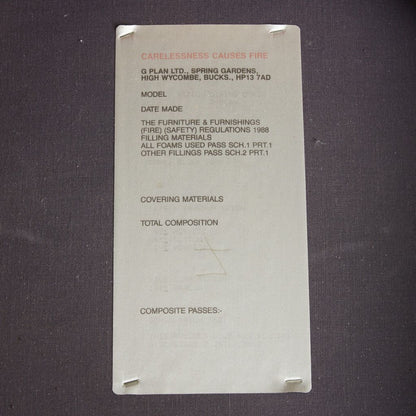 CARELESSNESS CAUSES FIRE
G PLAN LTD., SPRING GARDENS,
HIGH WYCOMBE, BUCKS., HP13 7AD
MODEL
DATE MADE
THE FURNITURE & FURNISHINGS
(FIRE) (SAFETY) REGULATIONS 1988
FILLING MATERIALS
ALL FOAMS USED PASS SCH.1 PRT.1
OTHER FILLINGS PASS SCH.2 PRT.1
COVERING MATERIALS
TOTAL COMPOSITION
COMPOSITE PASSES:-